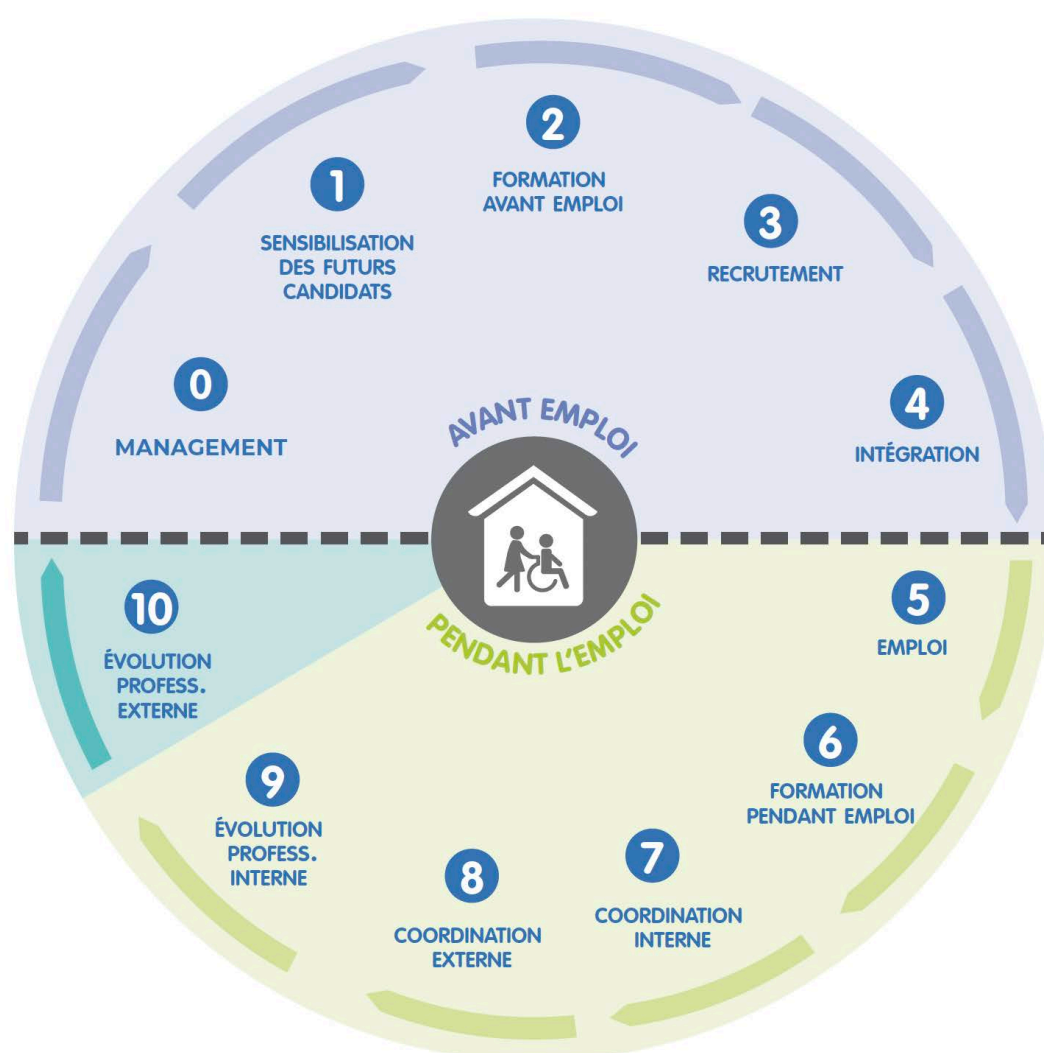 0
MANAGEMENT
1
SENSIBILISATION
DES FUTURS
CANDIDATS
2
FORMATION
AVANT EMPLOI
3
RECRUTEMENT
4
INTÉGRATION
AVANT EMPLOI
PENDANT L'EMPLOI
5
EMPLOI
6
FORMATION
PENDANT EMPLOI
7
COORDINATION
INTERNE
8
COORDINATION
EXTERNE
9
ÉVOLUTION
PROFESS.
INTERNE
10
ÉVOLUTION
PROFESS.
EXTERNE